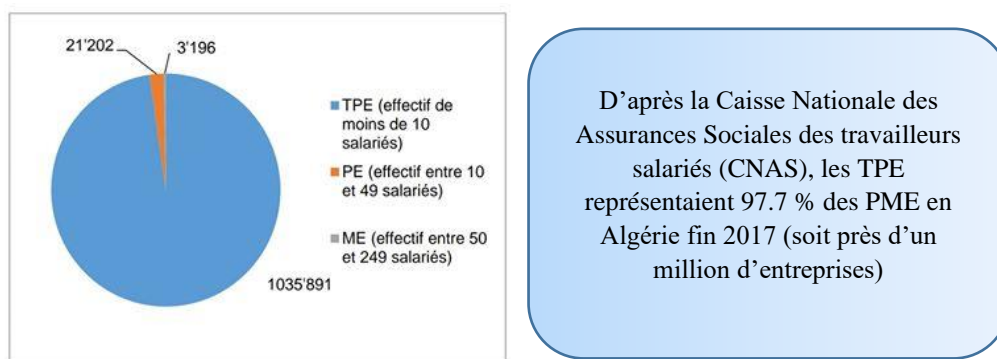 21'202
3'196
TPE (effectif de
moins de 10
salariés)
PE (effectif entre 10
et 49 salariés)
ME (effectif entre 50
et 249 salariés)
1035'891
D’après la Caisse Nationale des
Assurances Sociales des travailleurs
salariés (CNAS), les TPE
représentaient 97.7 % des PME en
Algérie fin 2017 (soit près d’un
million d’entreprises)